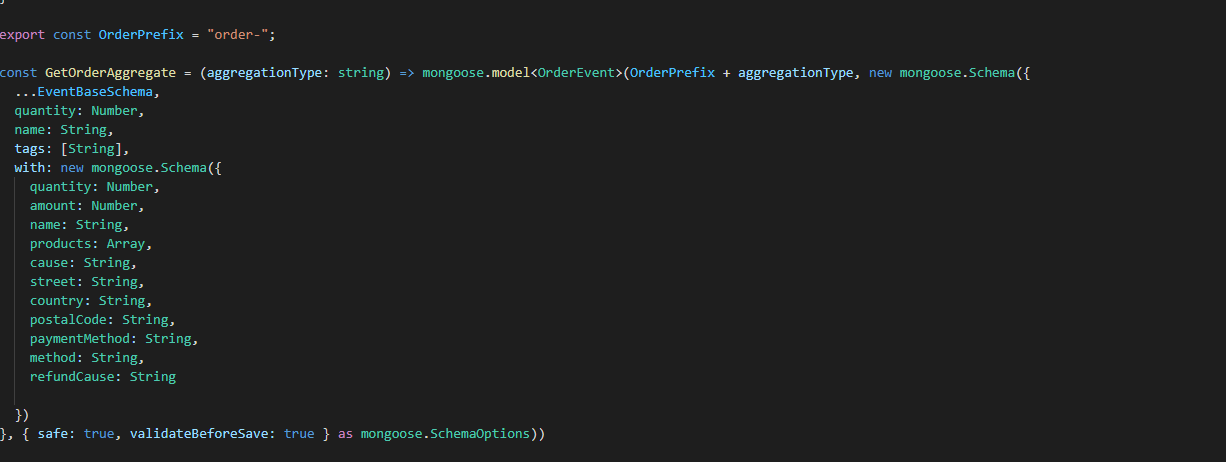 export const OrderPrefix = "order-";
const GetOrderAggregate = (aggregationType: string) => mongoose.model<OrderEvent>(OrderPrefix + aggregationType, new mongoose.Schema({
...EventBaseSchema,
quantity: Number,
name: String,
tags: [String],
with: new mongoose.Schema({
quantity: Number,
amount: Number,
name: String,
products: Array,
cause: String,
street: String,
country: String,
postalCode: String,
paymentMethod: String,
method: String,
refundCause: String
})
}, { safe: true, validateBeforeSave: true } as mongoose.SchemaOptions))